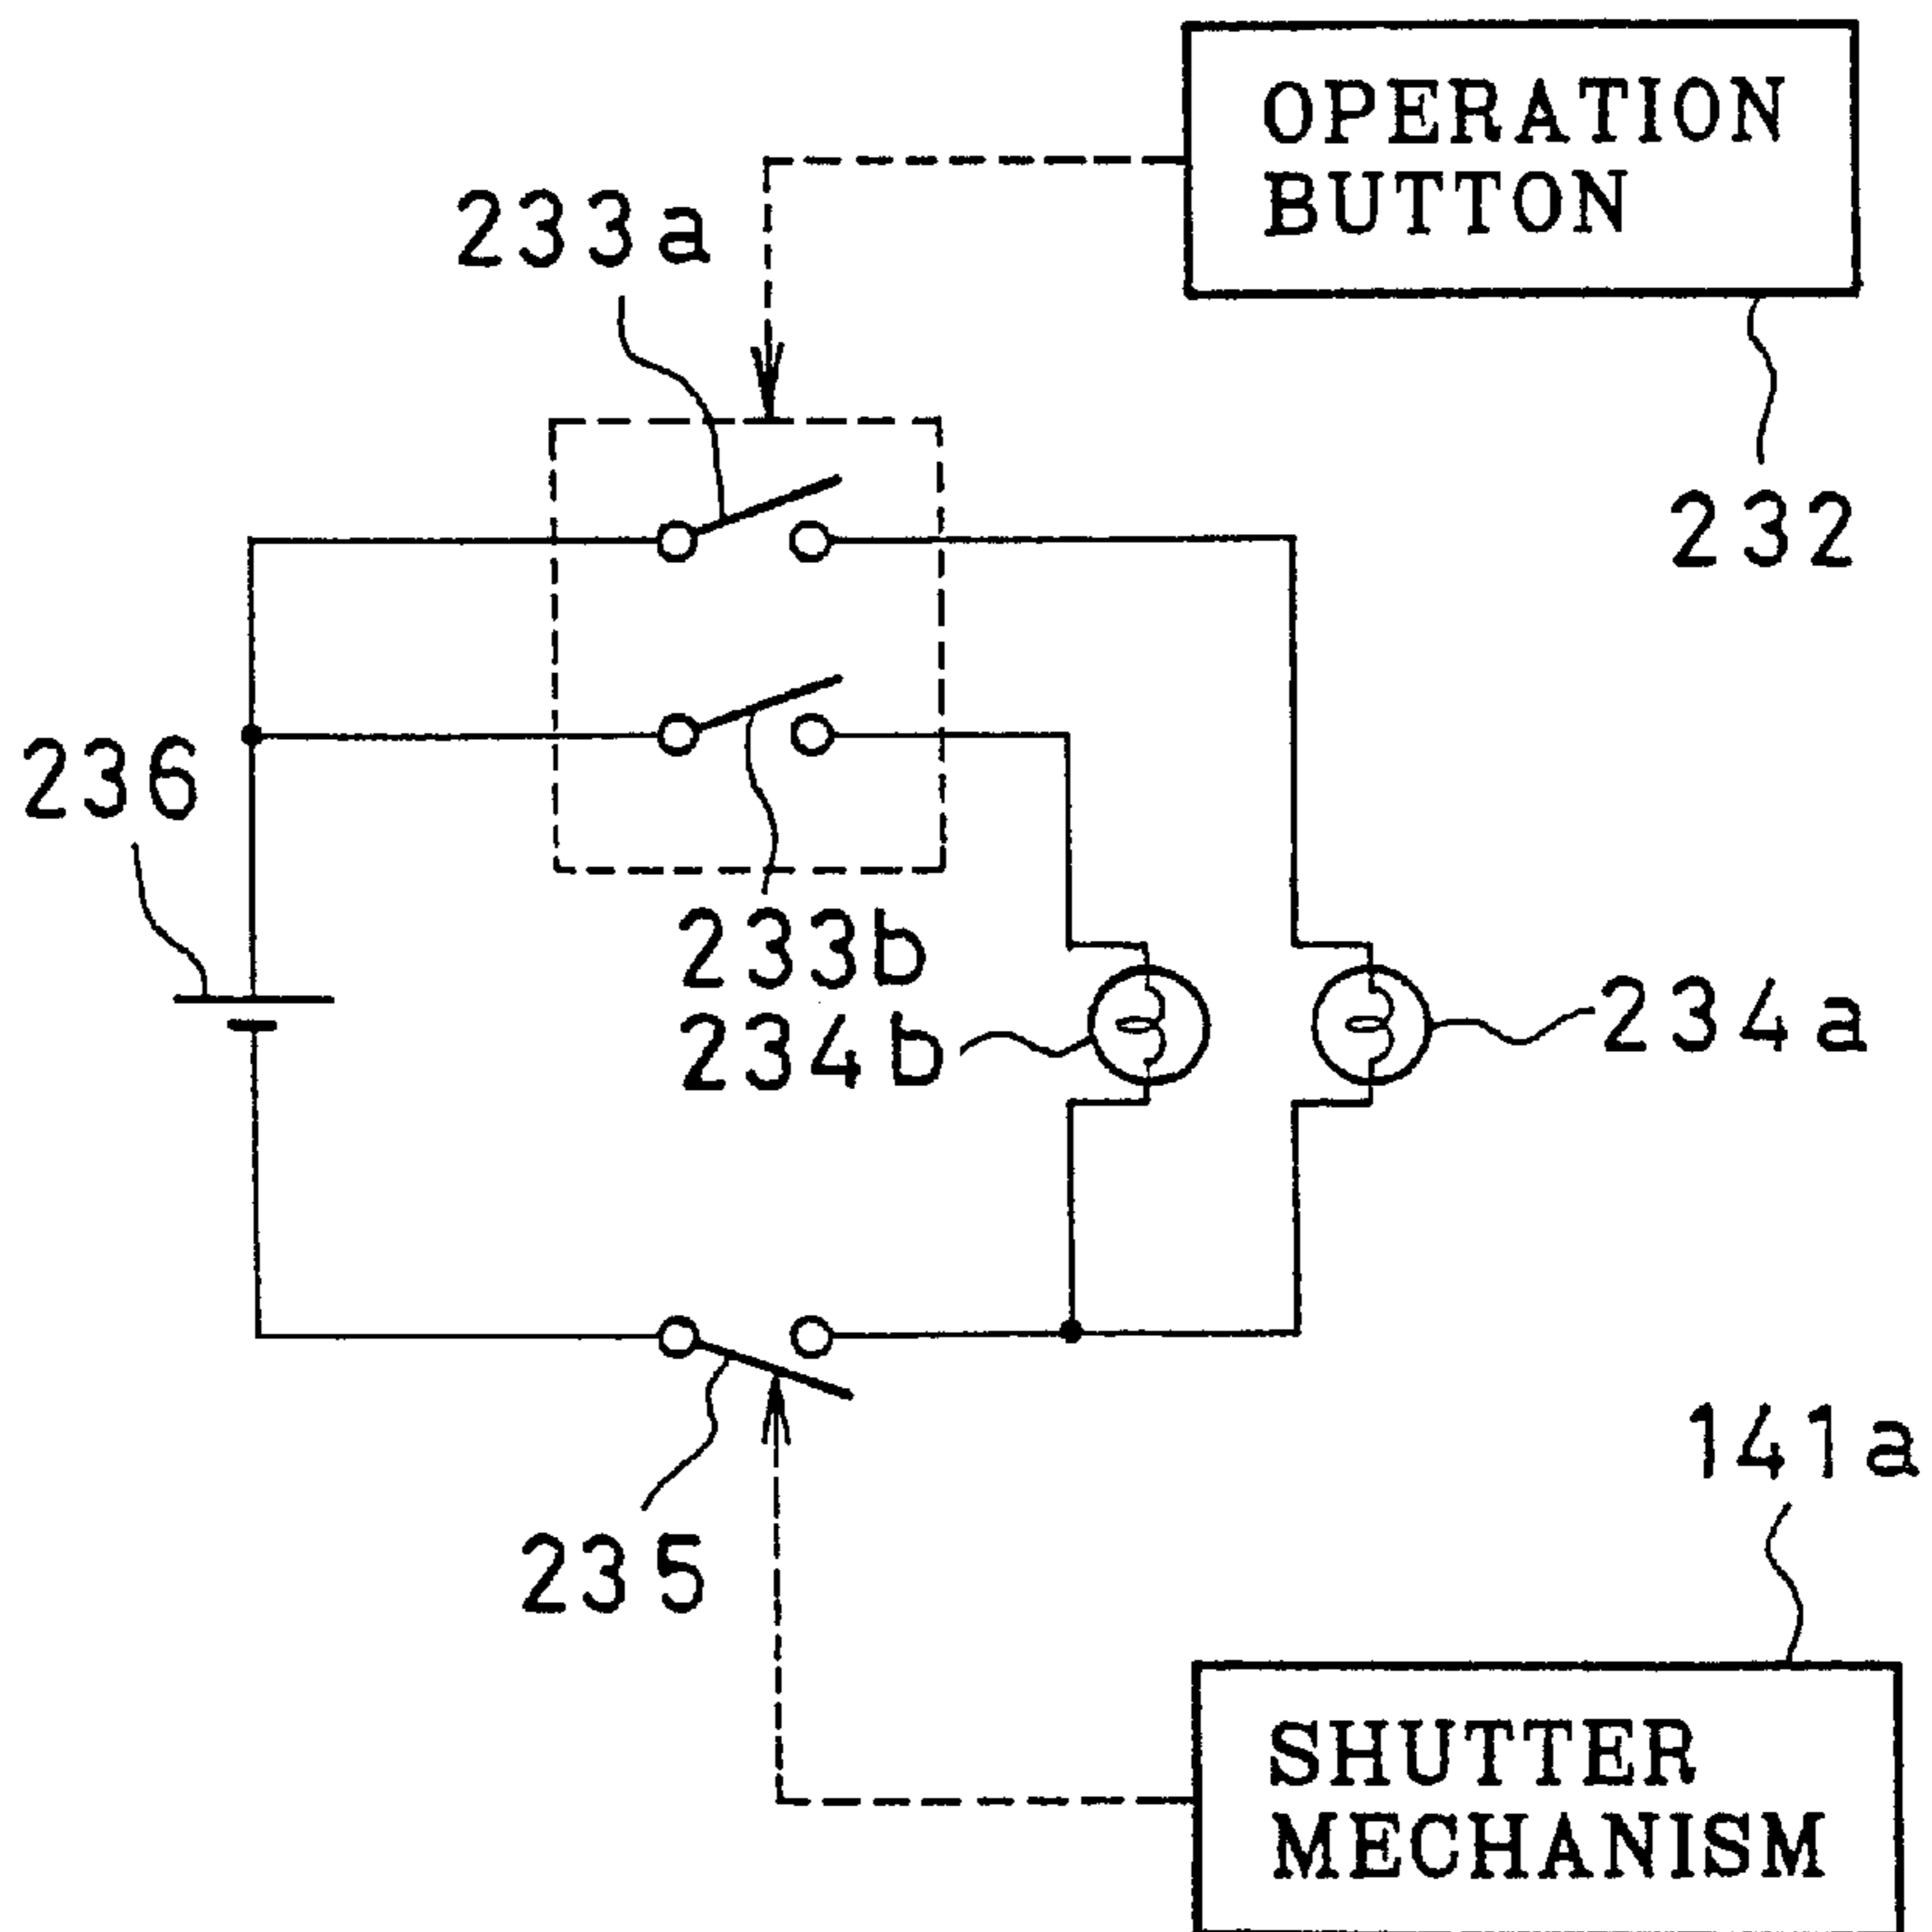 OPERATION
BUTTON
233a
232
236
233b
234b
234a
141a
235
SHUTTER
MECHANISM